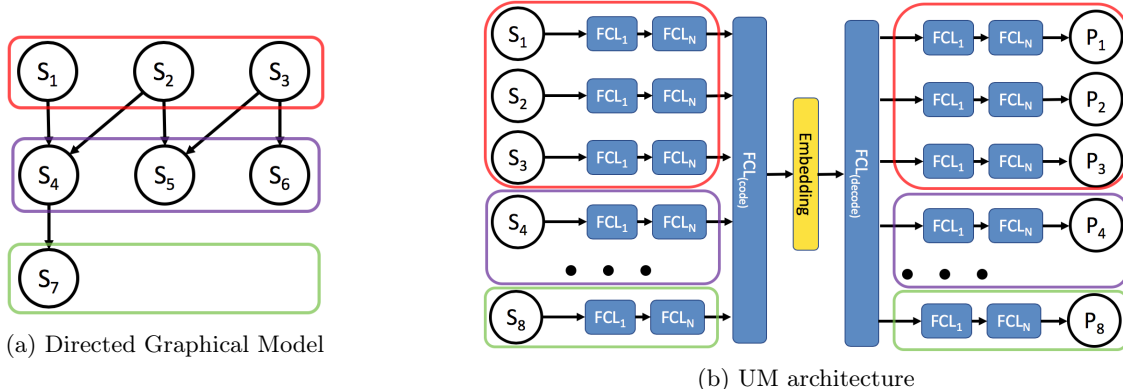 S1 S2 S3
S4 S5 S6
S7
(a) Directed Graphical Model
S1 FCL1 FCLN
S2 FCL1 FCLN
S3 FCL1 FCLN
S4 FCL1 FCLN
S8 FCL1 FCLN
FCL(code)
Embedding
FCL(decode)
FCL1 FCLN P1
FCL1 FCLN P2
FCL1 FCLN P3
FCL1 FCLN P4
FCL1 FCLN P8
(b) UM architecture